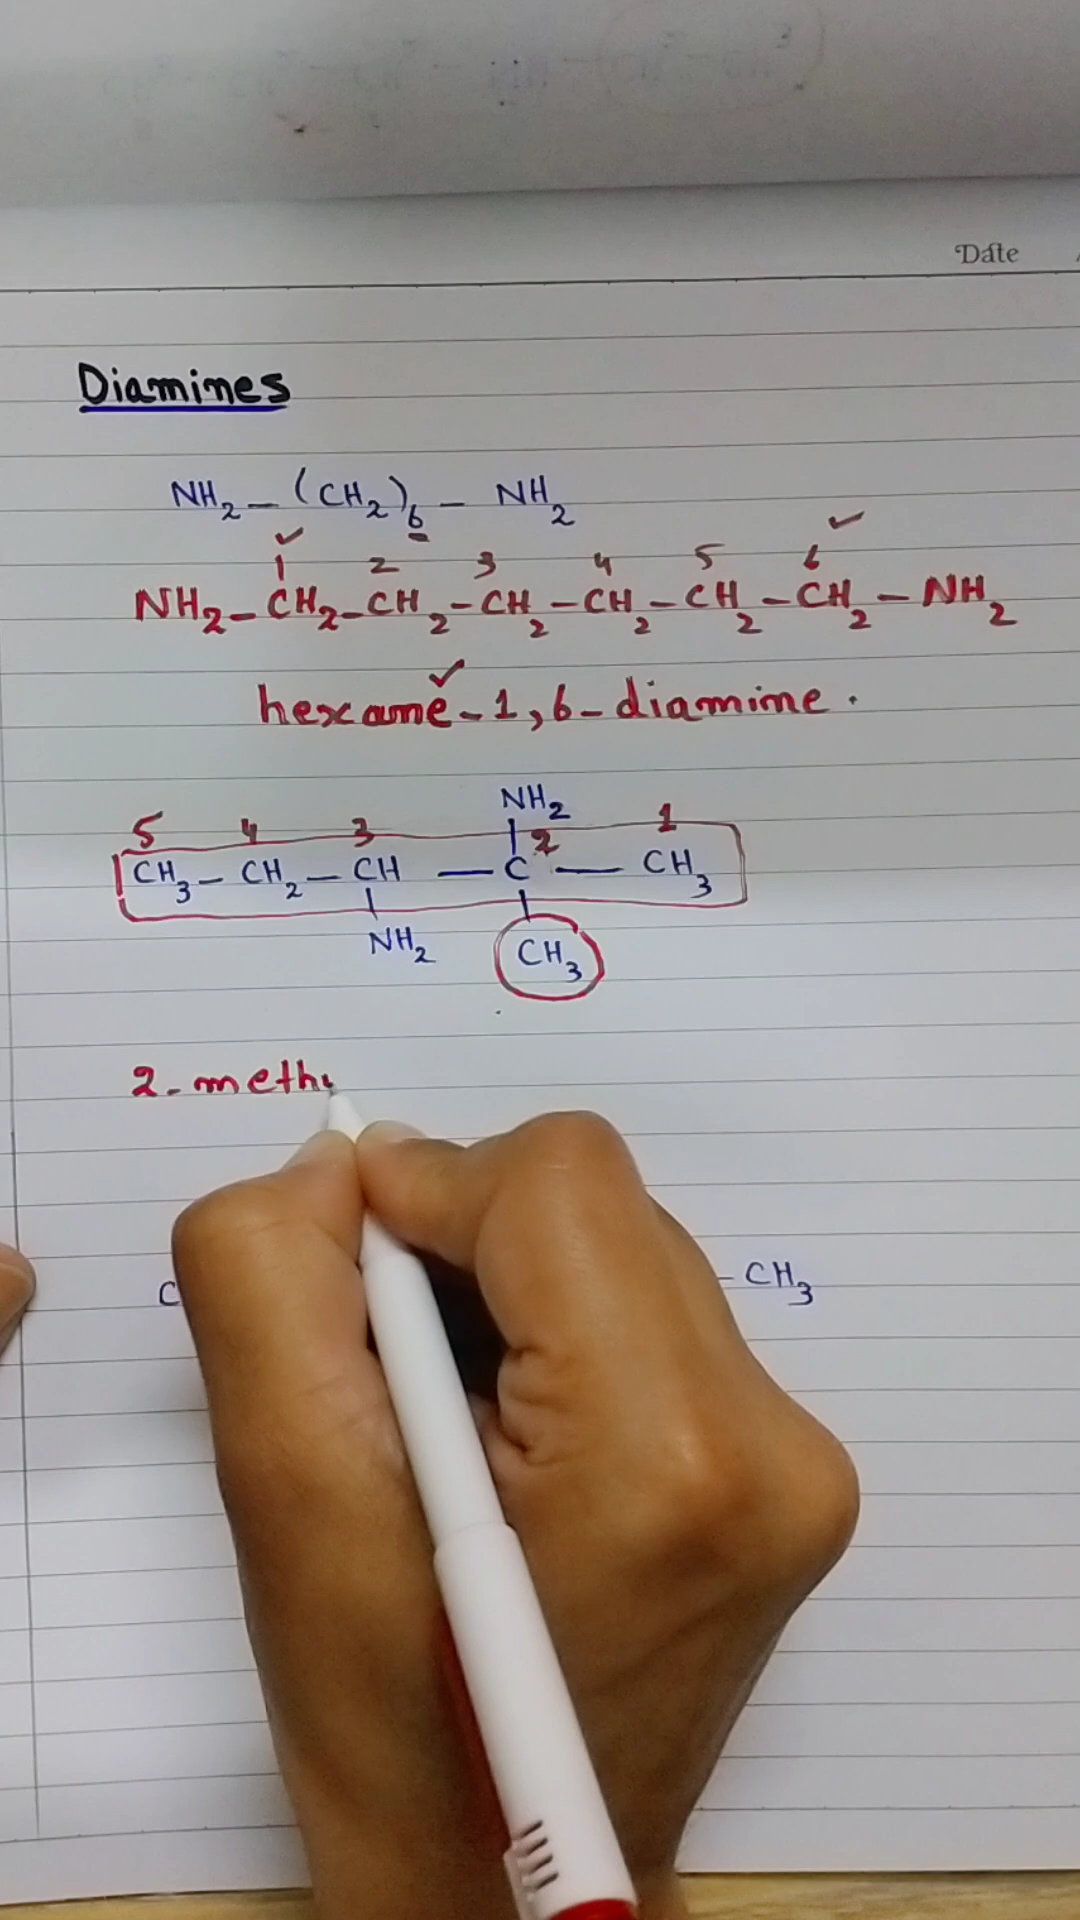 Date
Diamines
NH2 – (CH2)6 – NH2
✓ ✓
1 2 3 4 5 6
NH2 – CH2 – CH2 – CH2 – CH2 – CH2 – CH2 – NH2
✓
hexane – 1, 6 – diamine .
NH2
5 4 3 2 1
CH3 – CH2 – CH — C — CH3
NH2 CH3
2 - methy
C – CH3